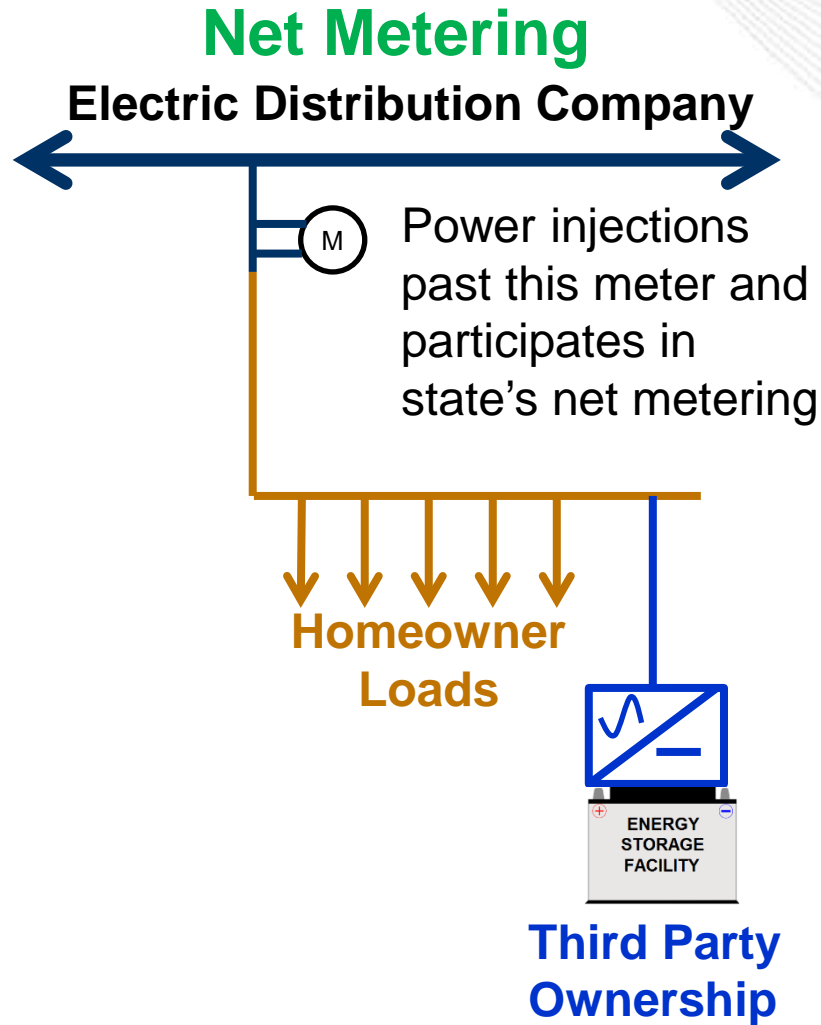 Net Metering
Electric Distribution Company
M
Power injections
past this meter and
participates in
state's net metering
Homeowner
Loads
+
−
ENERGY
STORAGE
FACILITY
Third Party
Ownership